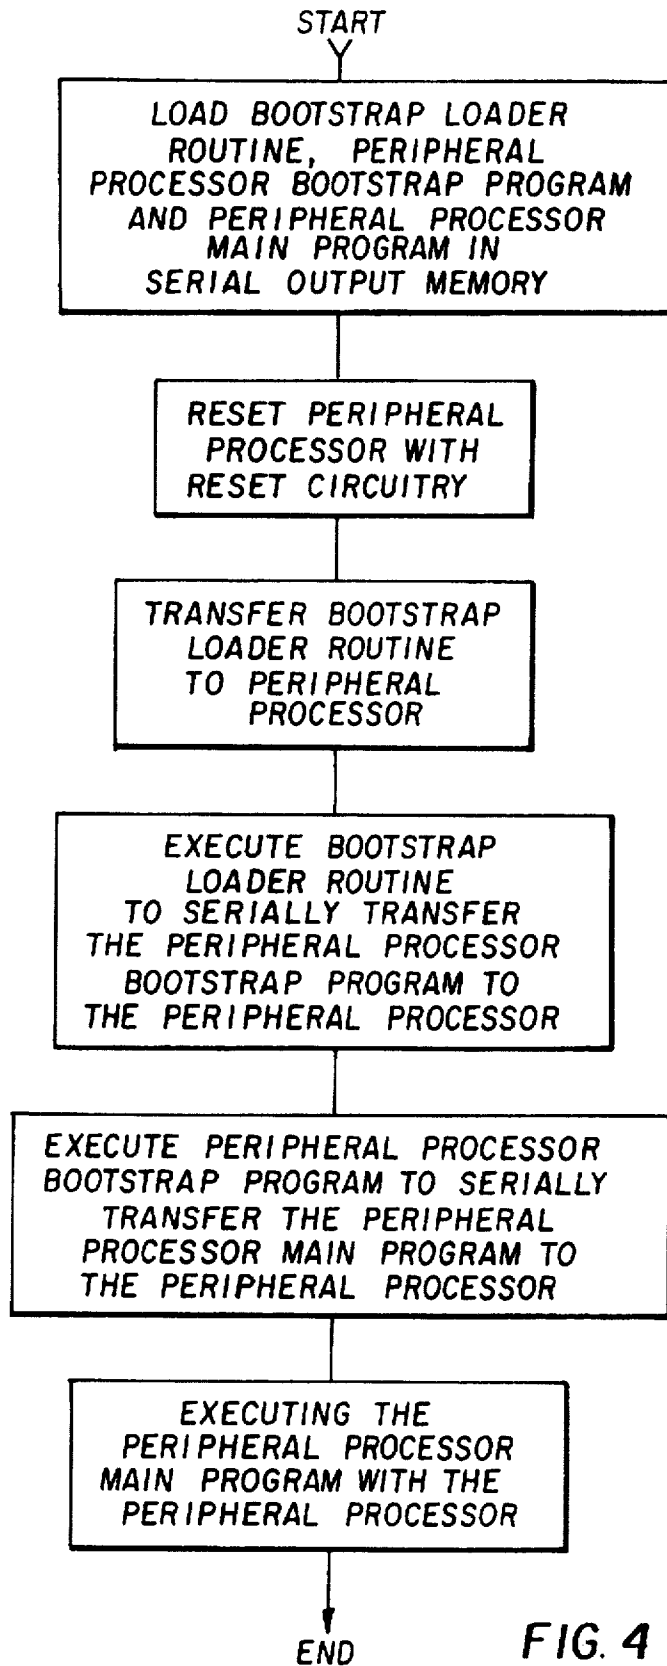 START
LOAD BOOTSTRAP LOADER
ROUTINE, PERIPHERAL
PROCESSOR BOOTSTRAP PROGRAM
AND PERIPHERAL PROCESSOR
MAIN PROGRAM IN
SERIAL OUTPUT MEMORY
RESET PERIPHERAL
PROCESSOR WITH
RESET CIRCUITRY
TRANSFER BOOTSTRAP
LOADER ROUTINE
TO PERIPHERAL
PROCESSOR
EXECUTE BOOTSTRAP
LOADER ROUTINE
TO SERIALLY TRANSFER
THE PERIPHERAL PROCESSOR
BOOTSTRAP PROGRAM TO
THE PERIPHERAL PROCESSOR
EXECUTE PERIPHERAL PROCESSOR
BOOTSTRAP PROGRAM TO SERIALLY
TRANSFER THE PERIPHERAL
PROCESSOR MAIN PROGRAM TO
THE PERIPHERAL PROCESSOR
EXECUTING THE
PERIPHERAL PROCESSOR
MAIN PROGRAM WITH THE
PERIPHERAL PROCESSOR
END
FIG. 4